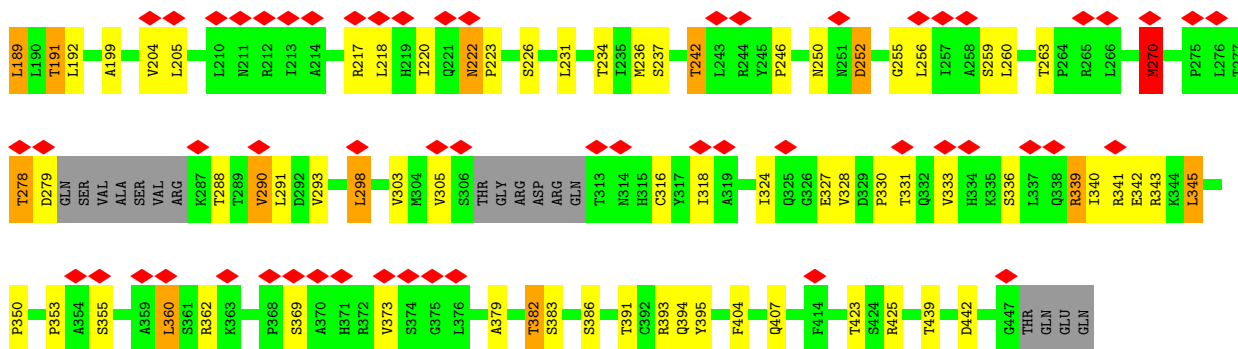 L189 L190 T191 L192 A199 V204 L205 L210 N211 R212 I213 A214 R217 L218 H219 I220 Q221 N222 P223 S226 L231 T234 I235 M236 S237 T242 L243 R244 Y245 P246 N250 N251 D252 G255 L256 I257 A258 S259 L260 T263 P264 R265 L266 M270 P275 L276 T277
T278 D279 GLN SER VAL ALA SER VAL ARG K287 T288 T289 V290 L291 D292 V293 L298 V303 M304 V305 S306 THR GLY ARG ASP ARG GLN T313 N314 H315 C316 Y317 I318 A319 I324 Q325 G326 E327 V328 D329 P330 T331 Q332 V333 H334 K335 S336 L337 Q338 R339 I340 R341 E342 R343 K344 L345
P350 P353 A354 S355 A359 L360 S361 R362 K363 P368 S369 A370 H371 R372 V373 S374 G375 L376 A379 T382 S383 S386 T391 C392 R393 Q394 Y395 F404 Q407 F414 T423 S424 R425 T439 D442 G447 THR GLN GLU GLN